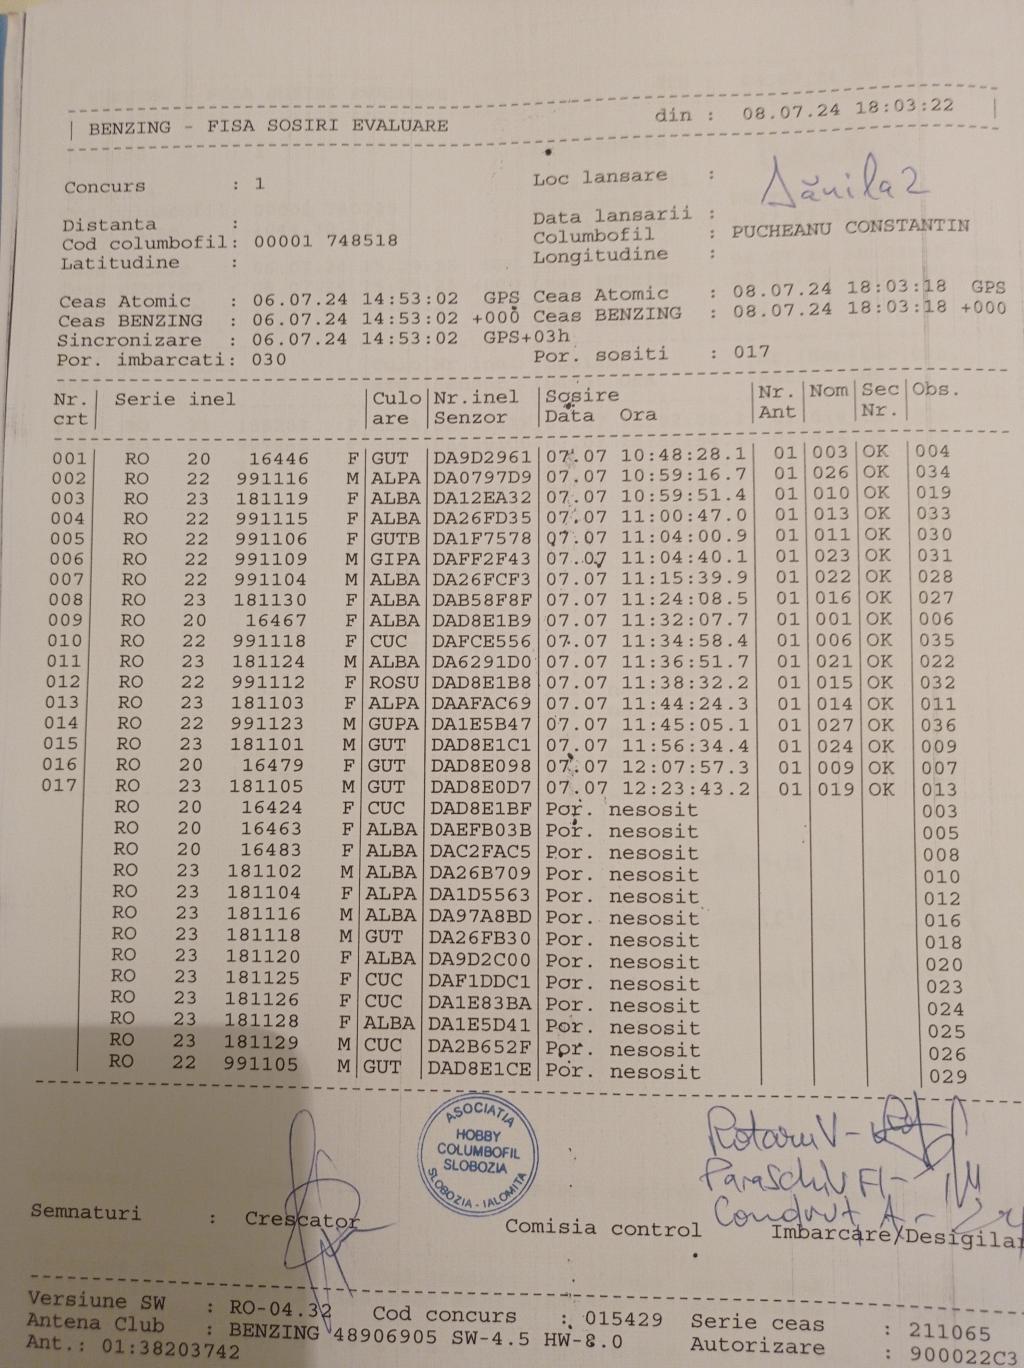 BENZING - FISA SOSIRI EVALUARE din : 08.07.24 18:03:22
Concurs : 1 Loc lansare : Dănila 2
Distanta : Data lansarii :
Cod columbofil: 00001 748518 Columbofil : PUCHEANU CONSTANTIN
Latitudine : Longitudine :
Ceas Atomic : 06.07.24 14:53:02 GPS Ceas Atomic : 08.07.24 18:03:18 GPS
Ceas BENZING : 06.07.24 14:53:02 +000 Ceas BENZING : 08.07.24 18:03:18 +000
Sincronizare : 06.07.24 14:53:02 GPS+03h
Por. imbarcati: 030 Por. sositi : 017
Nr. Serie inel Culo Nr.inel Sosire Nr. Nom Sec Obs.
crt are Senzor Data Ora Ant Nr.
001 RO 20 16446 F GUT DA9D2961 07.07 10:48:28.1 01 003 OK 004
002 RO 22 991116 M ALPA DA0797D9 07.07 10:59:16.7 01 026 OK 034
003 RO 23 181119 F ALBA DA12EA32 07.07 10:59:51.4 01 010 OK 019
004 RO 22 991115 F ALBA DA26FD35 07.07 11:00:47.0 01 013 OK 033
005 RO 22 991106 F GUTB DA1F7578 07.07 11:04:00.9 01 011 OK 030
006 RO 22 991109 M GIPA DAFF2F43 07.07 11:04:40.1 01 023 OK 031
007 RO 22 991104 M ALBA DA26FCF3 07.07 11:15:39.9 01 022 OK 028
008 RO 23 181130 F ALBA DAB58F8F 07.07 11:24:08.5 01 016 OK 027
009 RO 20 16467 F ALBA DAD8E1B9 07.07 11:32:07.7 01 001 OK 006
010 RO 22 991118 F CUC DAFCE556 07.07 11:34:58.4 01 006 OK 035
011 RO 23 181124 M ALBA DA6291D0 07.07 11:36:51.7 01 021 OK 022
012 RO 22 991112 F ROSU DAD8E1B8 07.07 11:38:32.2 01 015 OK 032
013 RO 23 181103 F ALPA DAAFAC69 07.07 11:44:24.3 01 014 OK 011
014 RO 22 991123 M GUPA DA1E5B47 07.07 11:45:05.1 01 027 OK 036
015 RO 23 181101 M GUT DAD8E1C1 07.07 11:56:34.4 01 024 OK 009
016 RO 20 16479 F GUT DAD8E098 07.07 12:07:57.3 01 009 OK 007
017 RO 23 181105 M GUT DAD8E0D7 07.07 12:23:43.2 01 019 OK 013
RO 20 16424 F CUC DAD8E1BF Por. nesosit 003
RO 20 16463 F ALBA DAEFB03B Por. nesosit 005
RO 20 16483 F ALBA DAC2FAC5 Por. nesosit 008
RO 23 181102 M ALBA DA26B709 Por. nesosit 010
RO 23 181104 F ALPA DA1D5563 Por. nesosit 012
RO 23 181116 M ALBA DA97A8BD Por. nesosit 016
RO 23 181118 M GUT DA26FB30 Por. nesosit 018
RO 23 181120 F ALBA DA9D2C00 Por. nesosit 020
RO 23 181125 F CUC DAF1DDC1 Por. nesosit 023
RO 23 181126 F CUC DA1E83BA Por. nesosit 024
RO 23 181128 F ALBA DA1E5D41 Por. nesosit 025
RO 23 181129 M CUC DA2B652F Por. nesosit 026
RO 22 991105 M GUT DAD8E1CE Por. nesosit 029
ASOCIATIA
HOBBY
COLUMBOFIL
SLOBOZIA
SLOBOZIA - IALOMITA
Rotaru V -
Paraschiv Fl -
A -
Semnaturi : Crescator Comisia control Imbarcare/Desigilar
Versiune SW : RO-04.32 Cod concurs : 015429 Serie ceas : 211065
Antena Club : BENZING 48906905 SW-4.5 HW-8.0 Autorizare : 900022C3
Ant.: 01:38203742